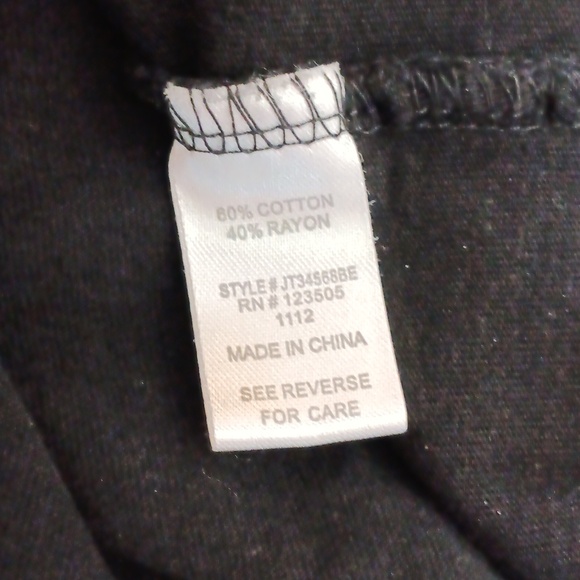 60% COTTON
40% RAYON
STYLE # JT34568BE
RN # 123505
1112
MADE IN CHINA
SEE REVERSE
FOR CARE